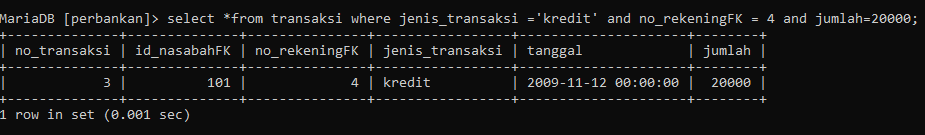 MariaDB [perbankan]> select *from transaksi where jenis_transaksi ='kredit' and no_rekeningFK = 4 and jumlah=20000;
+--------------+--------------+---------------+-----------------+---------------------+--------+
| no_transaksi | id_nasabahFK | no_rekeningFK | jenis_transaksi | tanggal             | jumlah |
+--------------+--------------+---------------+-----------------+---------------------+--------+
|            3 |          101 |             4 | kredit          | 2009-11-12 00:00:00 |  20000 |
+--------------+--------------+---------------+-----------------+---------------------+--------+
1 row in set (0.001 sec)